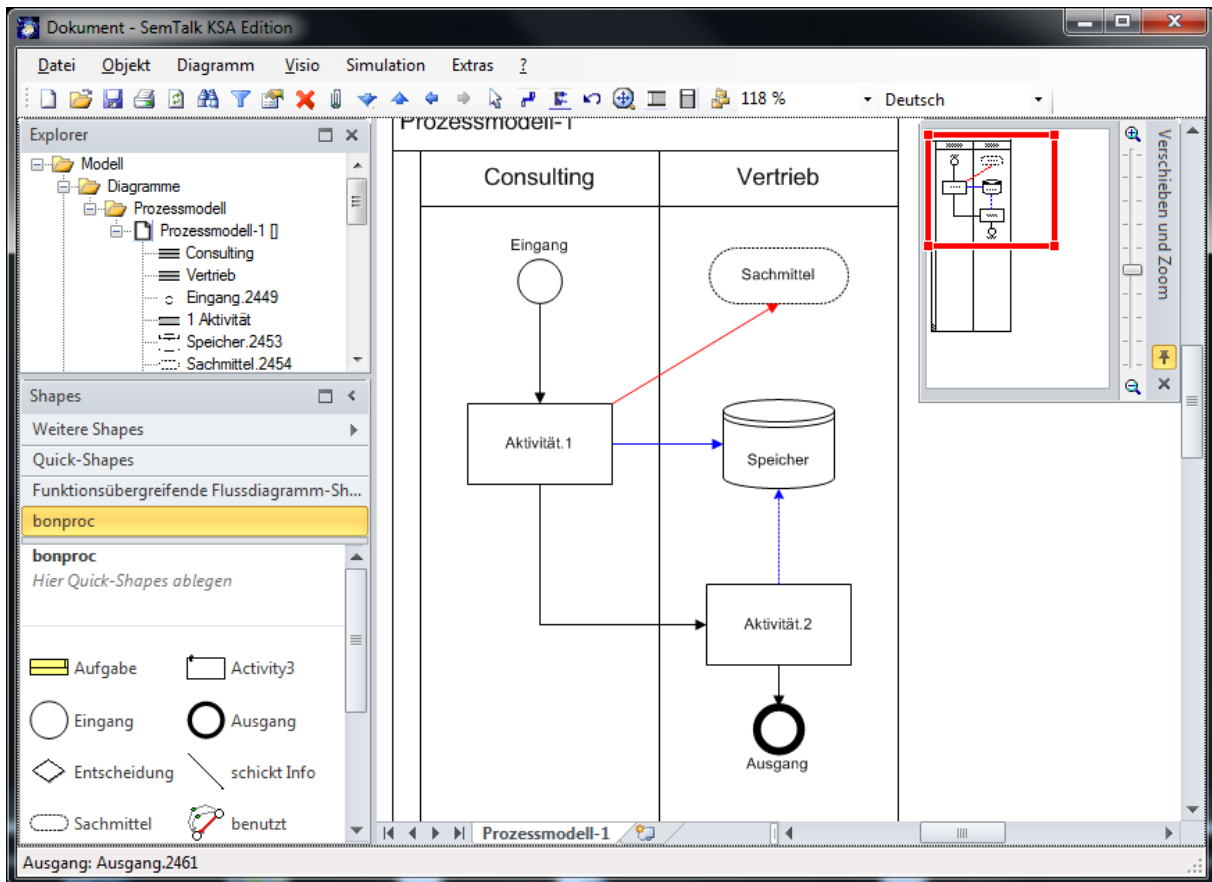 Dokument - SemTalk KSA Edition
Datei Objekt Diagramm Visio Simulation Extras ?
118 % Deutsch
Explorer
Modell
Diagramme
Prozessmodell
Prozessmodell-1 []
Consulting
Vertrieb
Eingang.2449
1 Aktivität
Speicher.2453
Sachmittel.2454
Shapes
Weitere Shapes
Quick-Shapes
Funktionsübergreifende Flussdiagramm-Sh...
bonproc
bonproc
Hier Quick-Shapes ablegen
Aufgabe Activity3
Eingang Ausgang
Entscheidung schickt Info
Sachmittel benutzt
Prozessmodell-1
Consulting Vertrieb
Eingang
Sachmittel
Aktivität.1
Speicher
Aktivität.2
Ausgang
Verschieben und Zoom
Prozessmodell-1
Ausgang: Ausgang.2461